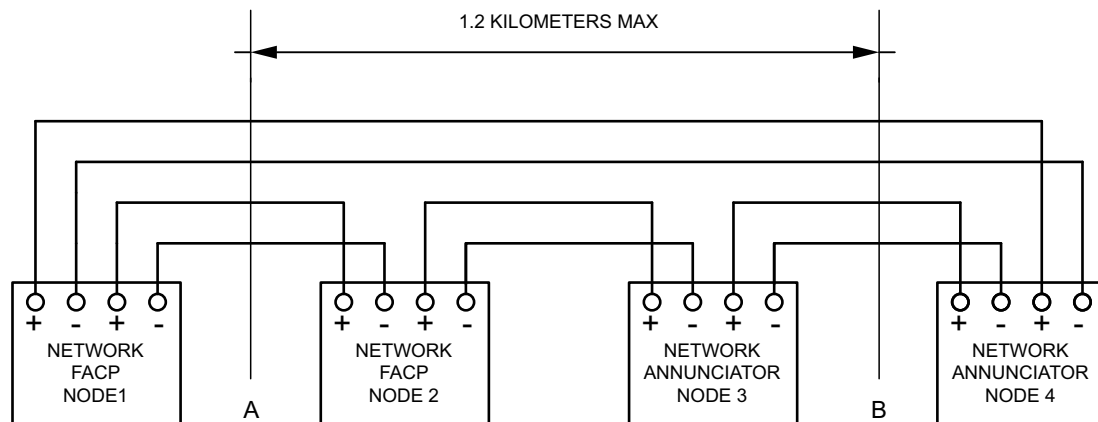 1.2 KILOMETERS MAX
+ - + -
+ - + -
+ - + -
+ - + -
NETWORK
FACP
NODE1
NETWORK
FACP
NODE 2
NETWORK
ANNUNCIATOR
NODE 3
NETWORK
ANNUNCIATOR
NODE 4
A
B